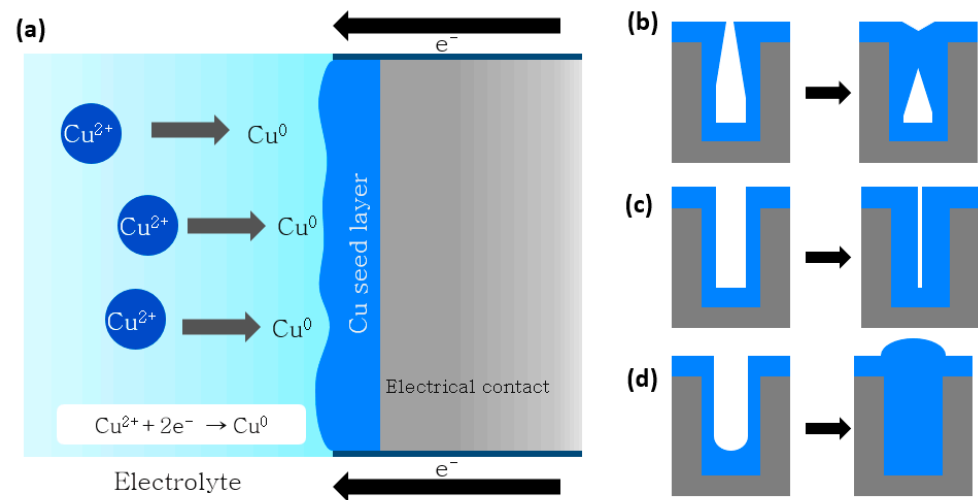 (a)
e⁻
Cu²⁺
Cu⁰
Cu²⁺
Cu⁰
Cu²⁺
Cu⁰
Cu seed layer
Electrical contact
Cu²⁺ + 2e⁻ → Cu⁰
Electrolyte
e⁻
(b)
(c)
(d)